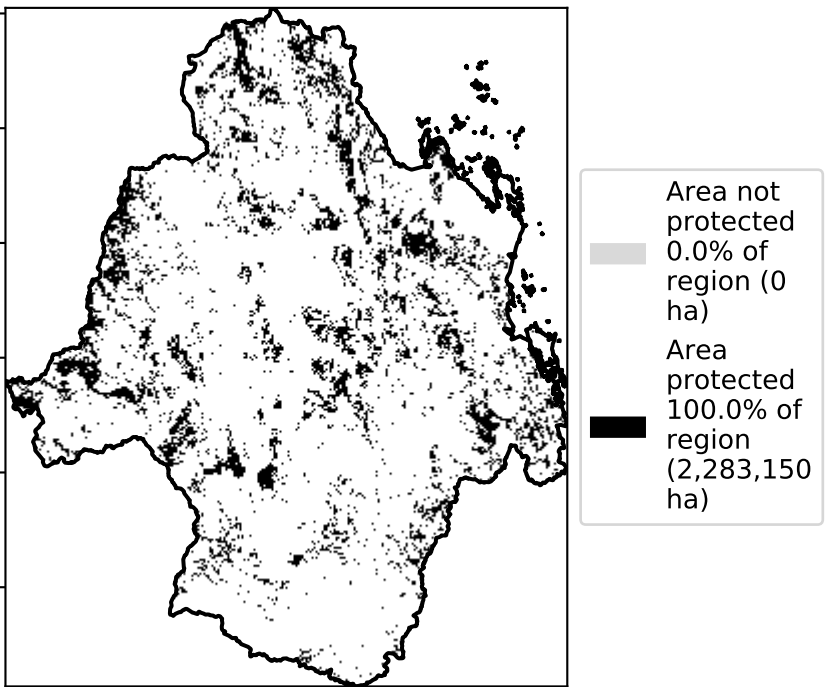 Area not
protected
0.0% of
region (0
ha)
Area
protected
100.0% of
region
(2,283,150
ha)